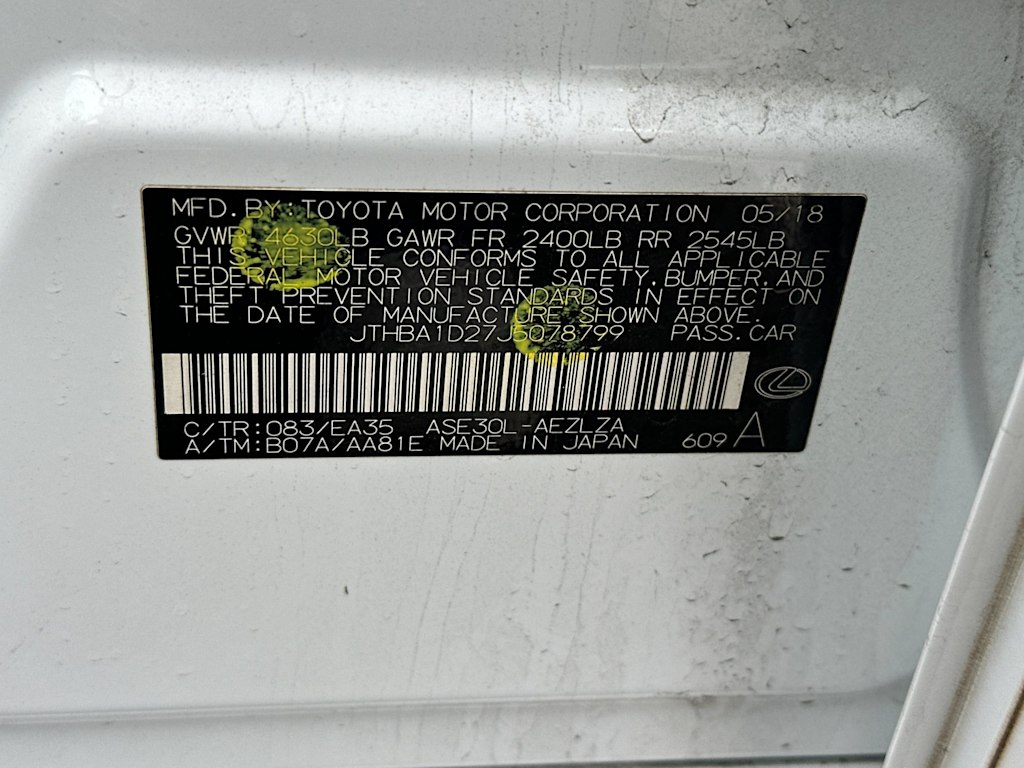 MFD.BY:TOYOTA MOTOR CORPORATION 05/18
GVWR 4630LB GAWR FR 2400LB RR 2545LB
THIS VEHICLE CONFORMS TO ALL APPLICABLE
FEDERAL MOTOR VEHICLE SAFETY,BUMPER,AND
THEFT PREVENTION STANDARDS IN EFFECT ON
THE DATE OF MANUFACTURE SHOWN ABOVE.
JTHBA1D27J5078799 PASS.CAR
C/TR:083/EA35 ASE30L-AEZLZA
A/TM:B07A/AA81E MADE IN JAPAN 609 A